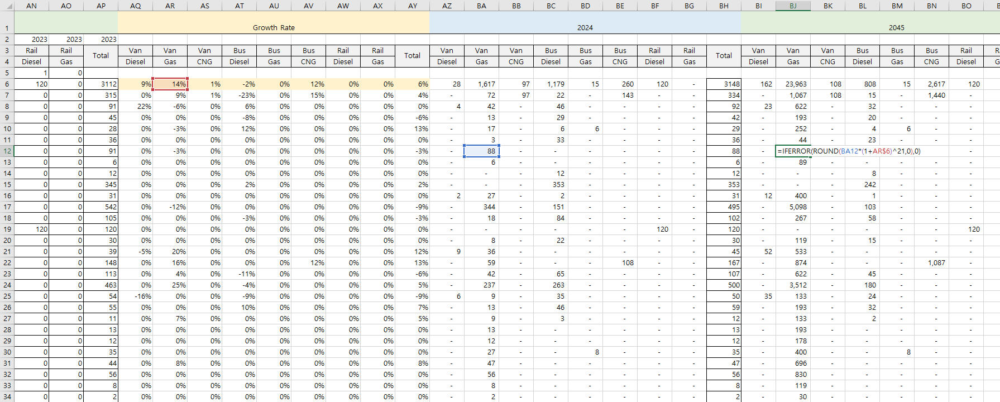 AN AO AP AQ AR AS AT AU AV AW AX AY AZ BA BB BC BD BE BF BG BH BI BJ BK BL BM BN BO
1 Growth Rate 2024 2045
2 2023 2023 2023
3 Rail Rail Total Van Van Van Bus Bus Bus Rail Rail Total Van Van Van Bus Bus Bus Rail Rail Total Van Van Van Bus Bus Bus Rail R
4 Diesel Gas Diesel Gas CNG Diesel Gas CNG Diesel Gas Diesel Gas CNG Diesel Gas CNG Diesel Gas Diesel Gas CNG Diesel Gas CNG Diesel G
5 1 0
6 120 0 3112 9% 14% 1% -2% 0% 12% 0% 0% 6% 28 1,617 97 1,179 15 260 120 - 3148 162 23,963 108 808 15 2,617 120
7 0 0 315 0% 9% 1% -23% 0% 15% 0% 0% 4% - 72 97 22 - 143 - - 334 - 1,067 108 15 - 1,440 -
8 0 0 91 22% -6% 0% 6% 0% 0% 0% 0% 0% 4 42 - 46 - - - - 92 23 622 - 32 - - -
9 0 0 45 0% 0% 0% -8% 0% 0% 0% 0% -6% - 13 - 29 - - - - 42 - 193 - 20 - - -
10 0 0 28 0% -3% 0% 12% 0% 0% 0% 0% 13% - 17 - 6 6 - - - 29 - 252 - 4 6 - -
11 0 0 36 0% 0% 0% 0% 0% 0% 0% 0% 0% - 3 - 33 - - - - 36 - 44 - 23 - - -
12 0 0 91 0% -3% 0% 0% 0% 0% 0% 0% -3% - 88 - - - - - - 88 - =IFERROR(ROUND(BA12*(1+AR$6)^21,0),0) -
13 0 0 6 0% 0% 0% 0% 0% 0% 0% 0% 0% - 6 - - - - - - 6 - 89 - - - - -
14 0 0 12 0% 0% 0% 0% 0% 0% 0% 0% 0% - - - 12 - - - - 12 - - - 8 - - -
15 0 0 345 0% 0% 0% 2% 0% 0% 0% 0% 2% - - - 353 - - - - 353 - - - 242 - - -
16 0 0 31 0% 0% 0% 0% 0% 0% 0% 0% 0% 2 27 - 2 - - - - 31 12 400 - 1 - - -
17 0 0 542 0% -12% 0% 0% 0% 0% 0% 0% -9% - 344 - 151 - - - - 495 - 5,098 - 103 - - -
18 0 0 105 0% 0% 0% -3% 0% 0% 0% 0% -3% - 18 - 84 - - - - 102 - 267 - 58 - - -
19 120 0 120 0% 0% 0% 0% 0% 0% 0% 0% 0% - - - - - - 120 - 120 - - - - - - 120
20 0 0 30 0% 0% 0% 0% 0% 0% 0% 0% 0% - 8 - 22 - - - - 30 - 119 - 15 - - -
21 0 0 39 -5% 20% 0% 0% 0% 0% 0% 0% 12% 9 36 - - - - - - 45 52 533 - - - - -
22 0 0 148 0% 16% 0% 0% 0% 12% 0% 0% 13% - 59 - - - 108 - - 167 - 874 - - - 1,087 -
23 0 0 113 0% 4% 0% -11% 0% 0% 0% 0% -6% - 42 - 65 - - - - 107 - 622 - 45 - - -
24 0 0 463 0% 25% 0% -4% 0% 0% 0% 0% 5% - 237 - 263 - - - - 500 - 3,512 - 180 - - -
25 0 0 54 -16% 0% 0% -9% 0% 0% 0% 0% -9% 6 9 - 35 - - - - 50 35 133 - 24 - - -
26 0 0 55 0% 0% 0% 10% 0% 0% 0% 0% 7% - 13 - 46 - - - - 59 - 193 - 32 - - -
27 0 0 11 0% 7% 0% 0% 0% 0% 0% 0% 5% - 9 - 3 - - - - 12 - 133 - 2 - - -
28 0 0 13 0% 0% 0% 0% 0% 0% 0% 0% 0% - 13 - - - - - - 13 - 193 - - - - -
29 0 0 12 0% 0% 0% 0% 0% 0% 0% 0% 0% - 12 - - - - - - 12 - 178 - - - - -
30 0 0 35 0% 0% 0% 0% 0% 0% 0% 0% 0% - 27 - - 8 - - - 35 - 400 - - 8 - -
31 0 0 44 0% 8% 0% 0% 0% 0% 0% 0% 8% - 47 - - - - - - 47 - 696 - - - - -
32 0 0 56 0% 0% 0% 0% 0% 0% 0% 0% 0% - 56 - - - - - - 56 - 830 - - - - -
33 0 0 8 0% 0% 0% 0% 0% 0% 0% 0% 0% - 8 - - - - - - 8 - 119 - - - - -
34 0 0 2 0% 0% 0% 0% 0% 0% 0% 0% 0% - 2 - - - - - - 2 - 30 - - - - -